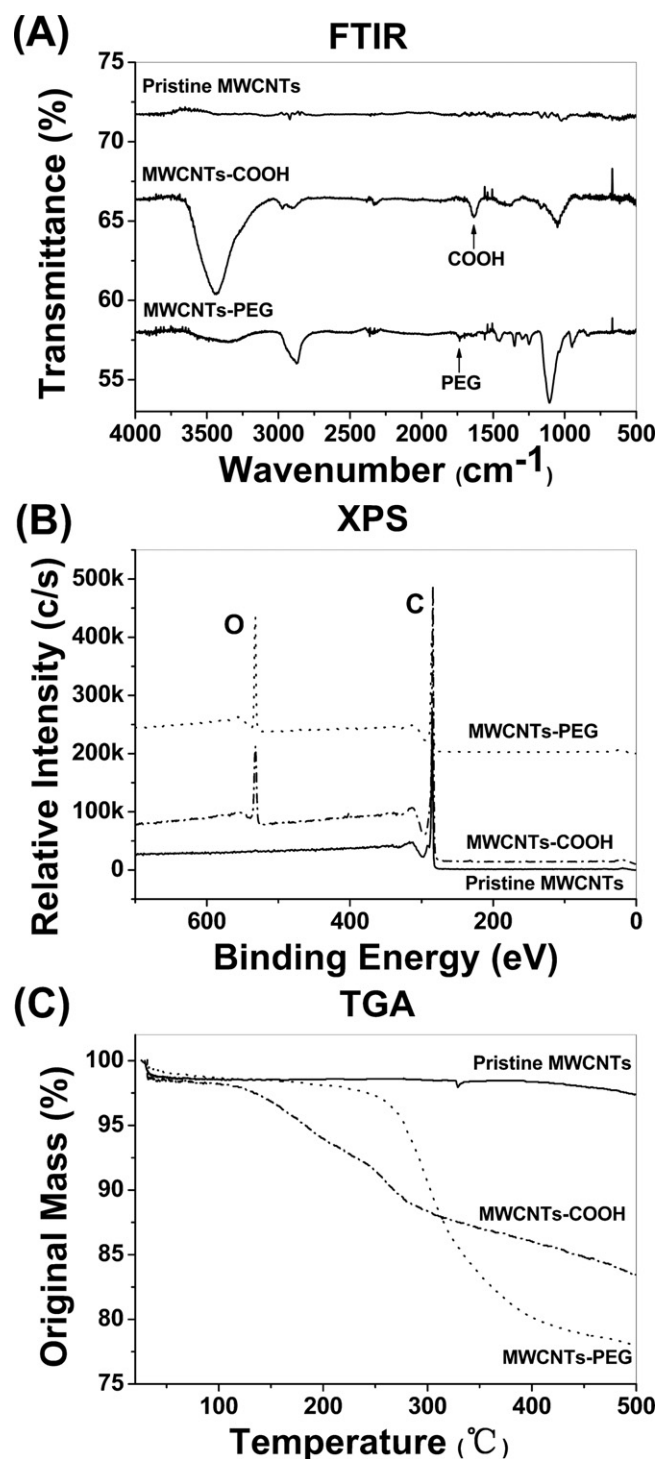 (A)
FTIR
Transmittance (%)
75
70
65
60
55
Pristine MWCNTs
MWCNTs-COOH
COOH
MWCNTs-PEG
PEG
4000 3500 3000 2500 2000 1500 1000 500
Wavenumber (cm-1)
(B)
XPS
Relative Intensity (c/s)
500k
400k
300k
200k
100k
0
O
C
MWCNTs-PEG
MWCNTs-COOH
Pristine MWCNTs
600 400 200 0
Binding Energy (eV)
(C)
TGA
Original Mass (%)
100
95
90
85
80
75
Pristine MWCNTs
MWCNTs-COOH
MWCNTs-PEG
100 200 300 400 500
Temperature (℃)